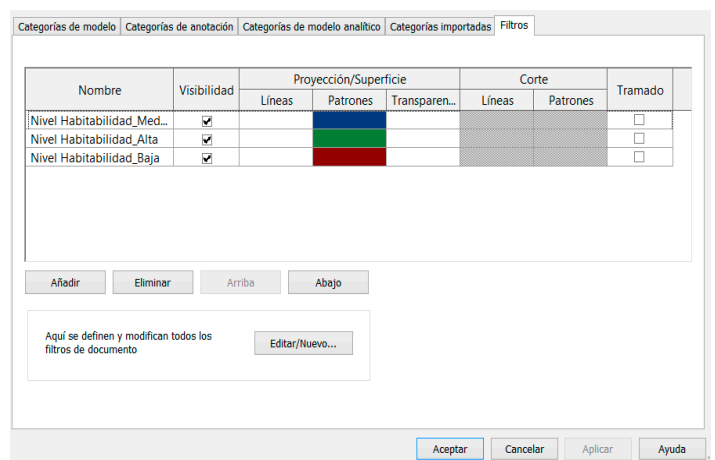 Categorías de modelo Categorías de anotación Categorías de modelo analítico Categorías importadas Filtros
Nombre Visibilidad Proyección/Superficie Corte Tramado
Líneas Patrones Transparen... Líneas Patrones
Nivel Habitabilidad_Med...
Nivel Habitabilidad_Alta
Nivel Habitabilidad_Baja
Añadir Eliminar Arriba Abajo
Aquí se definen y modifican todos los
filtros de documento
Editar/Nuevo...
Aceptar Cancelar Aplicar Ayuda